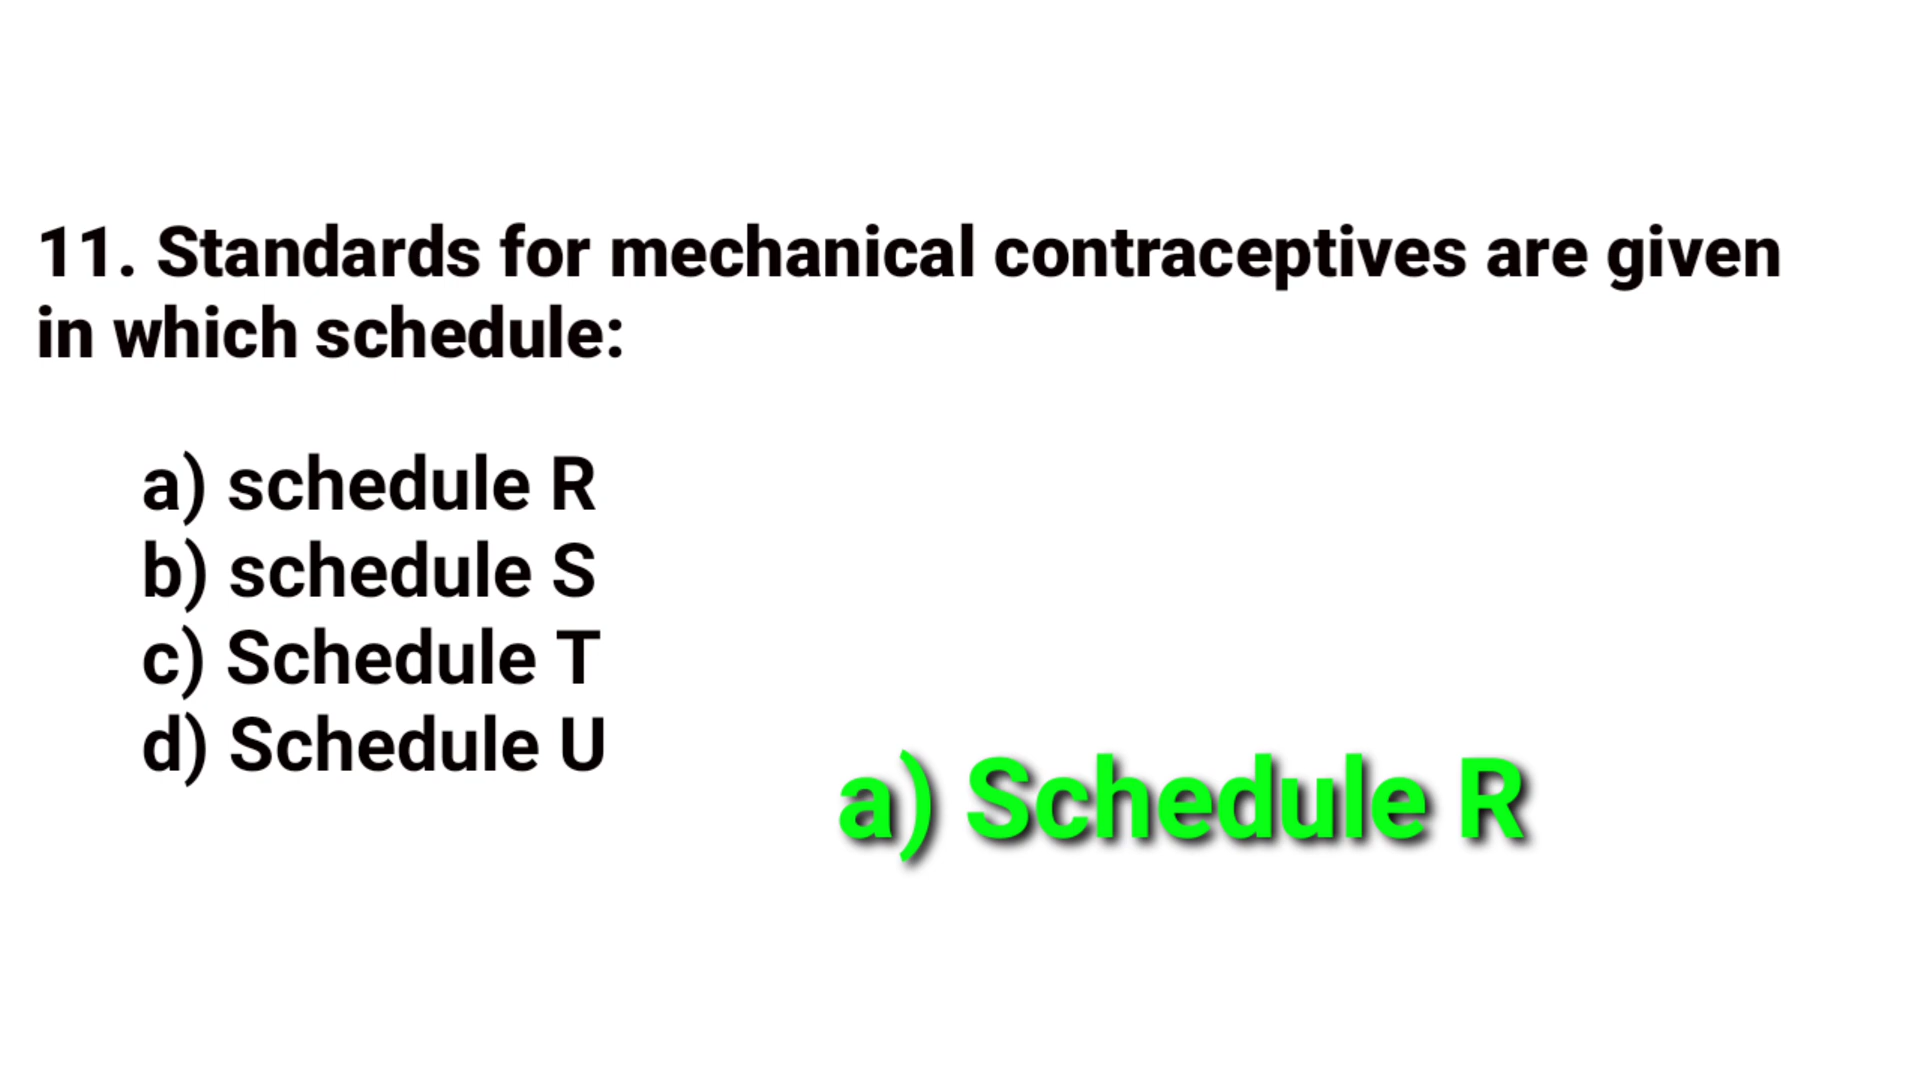 11. Standards for mechanical contraceptives are given
in which schedule:
a) schedule R
b) schedule S
c) Schedule T
d) Schedule U
a) Schedule R